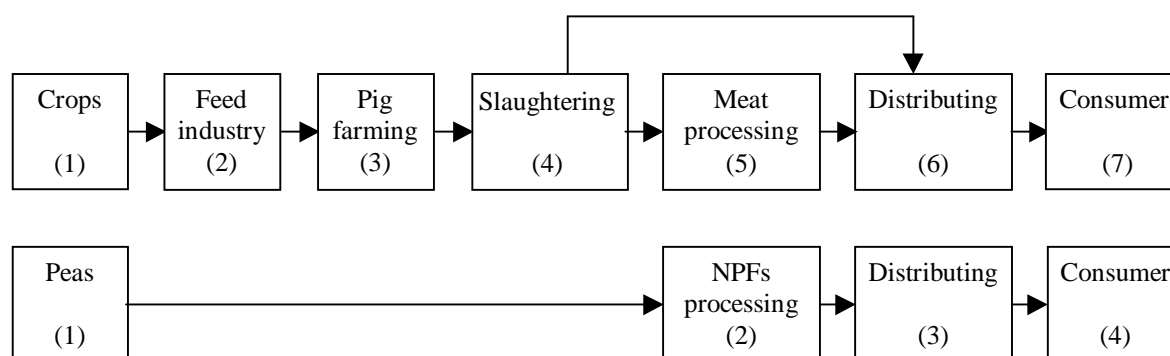 Crops
(1)
Feed
industry
(2)
Pig
farming
(3)
Slaughtering
(4)
Meat
processing
(5)
Distributing
(6)
Consumer
(7)
Peas
(1)
NPFs
processing
(2)
Distributing
(3)
Consumer
(4)